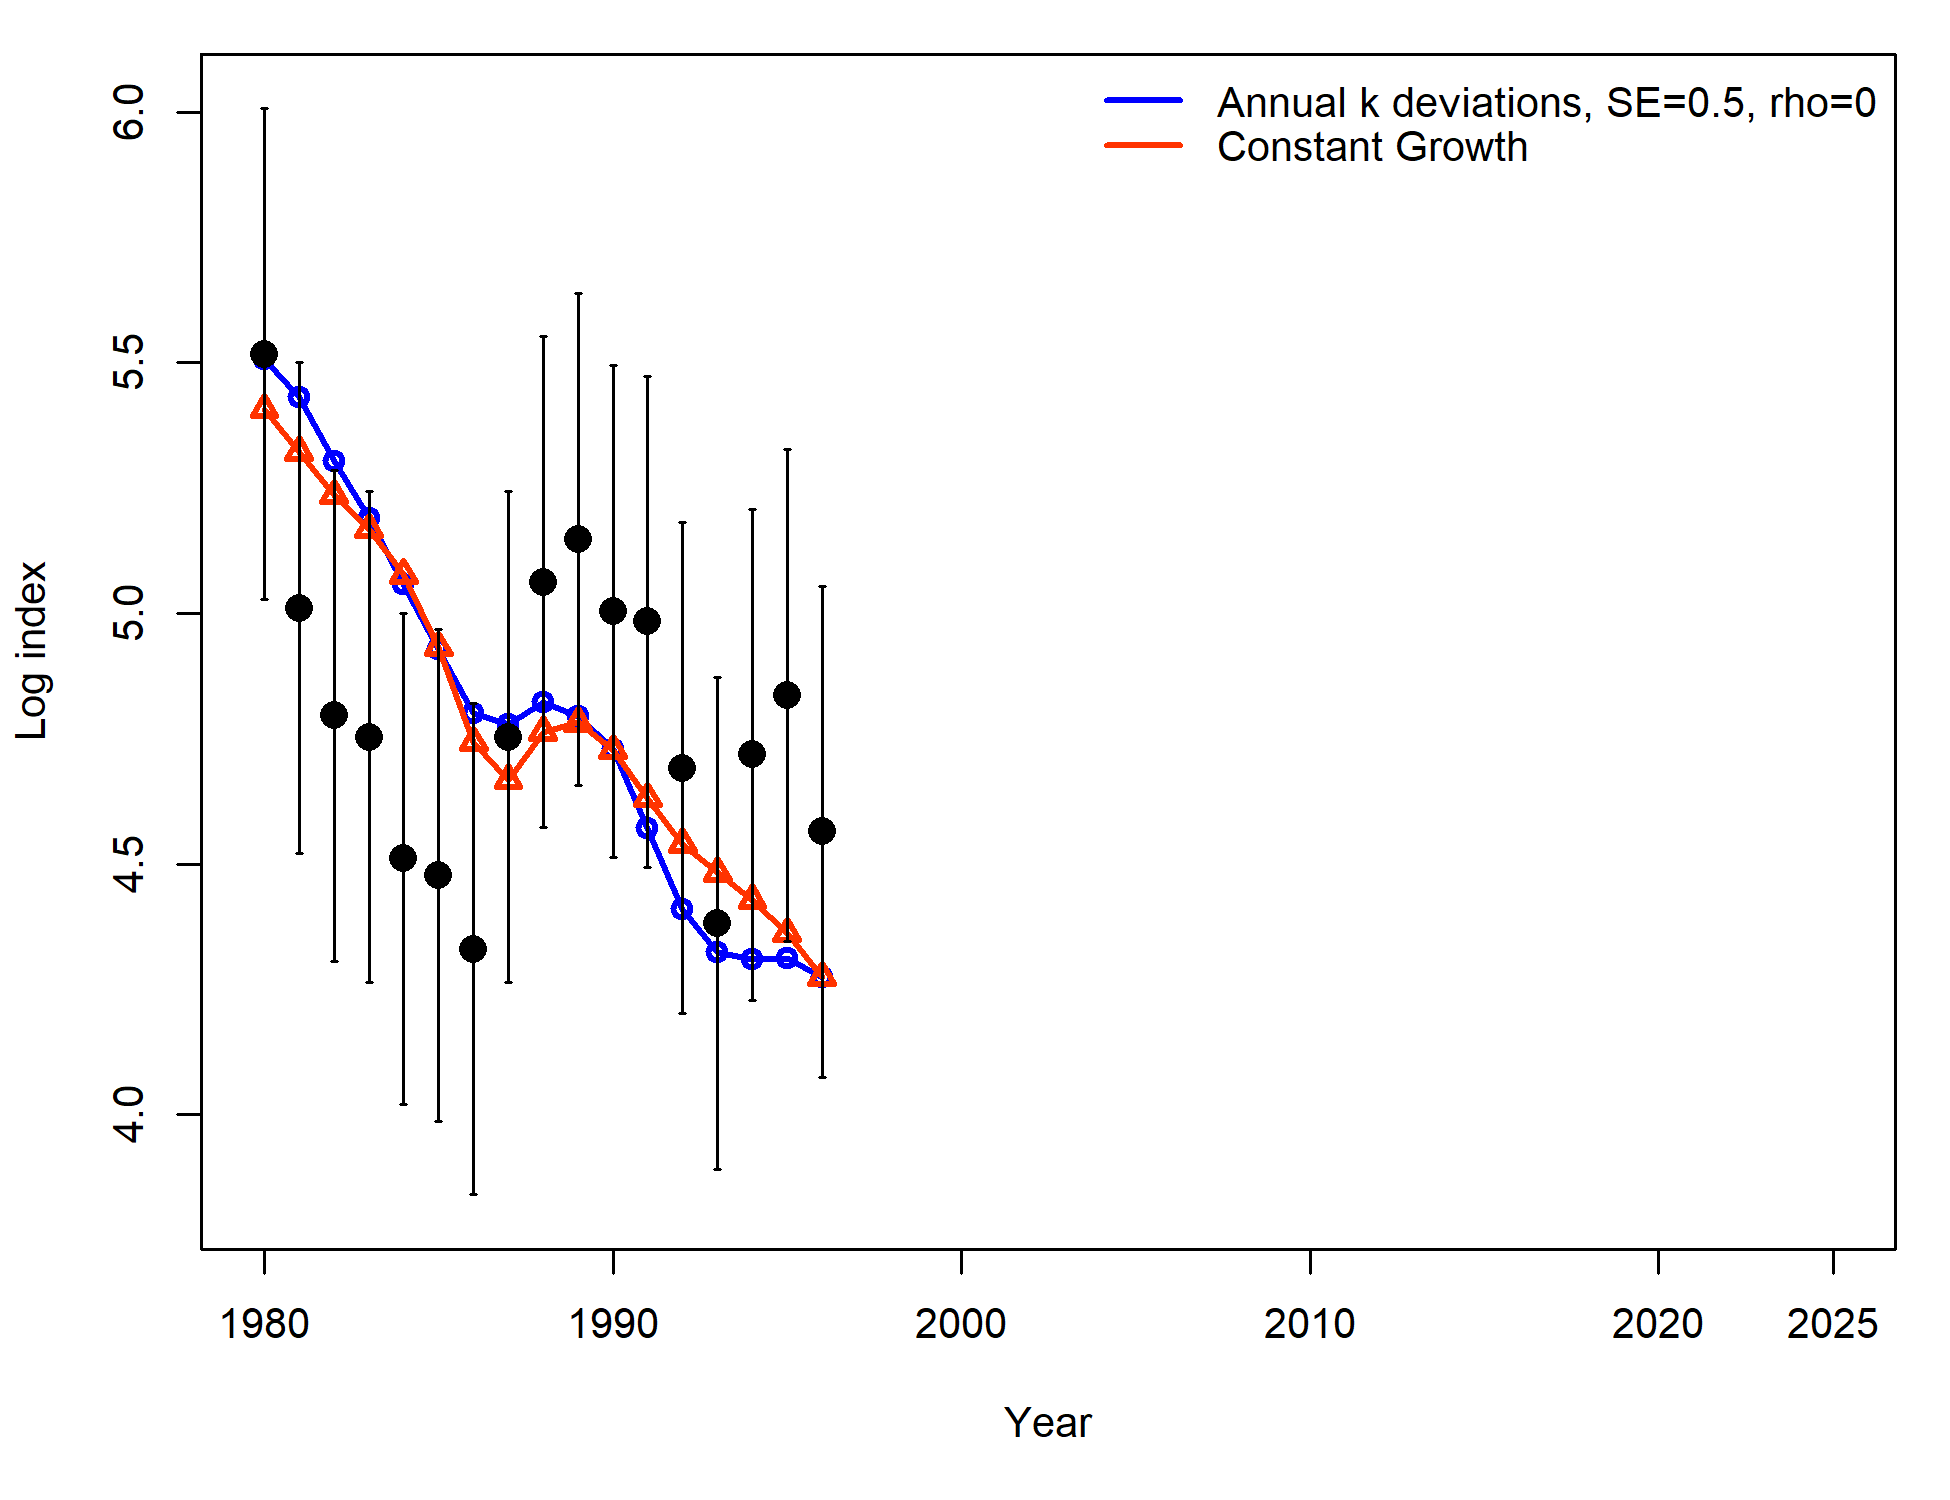 Annual k deviations, SE=0.5, rho=0
Constant Growth
6.0
5.5
5.0
4.5
4.0
Log index
1980 1990 2000 2010 2020 2025
Year